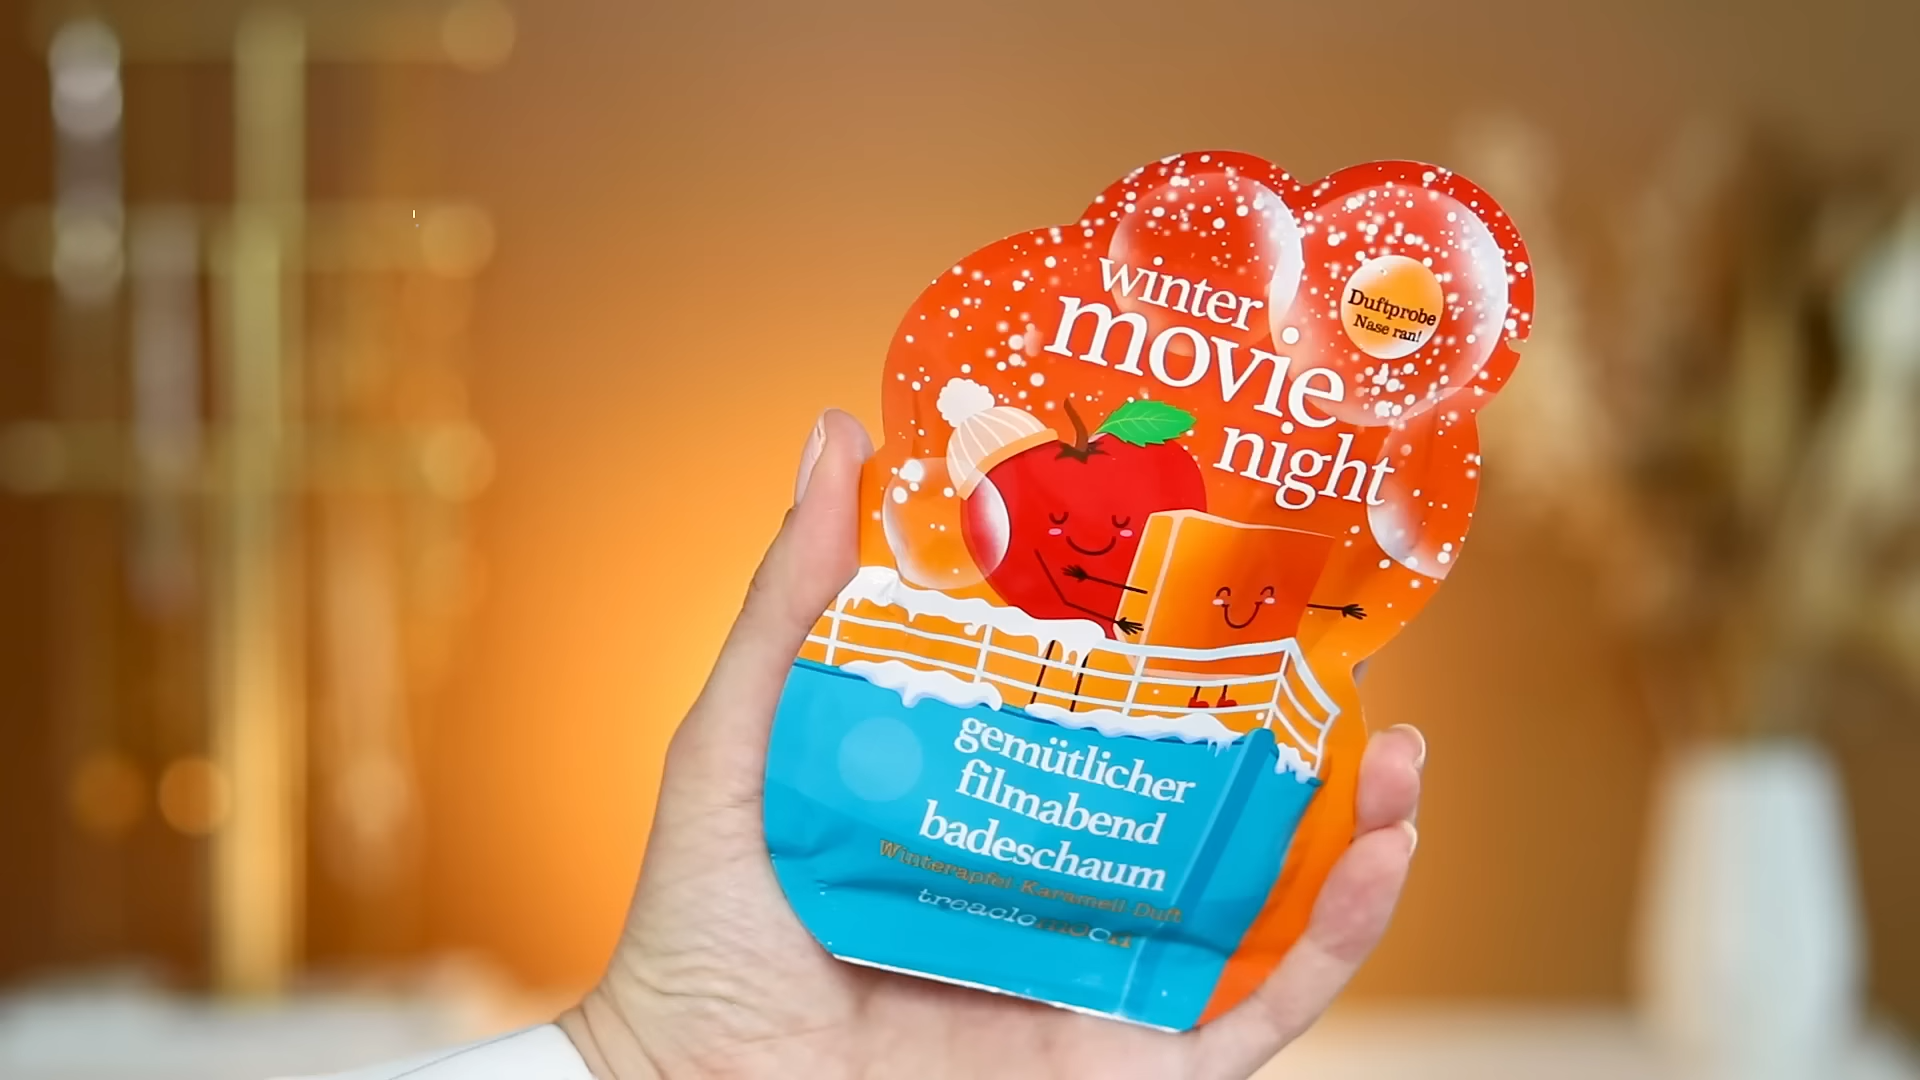 winter
movie
night
Duftprobe
Nase ran!
gemütlicher
filmabend
badeschaum
Winterapfel Karamell Duft
treaclemoon